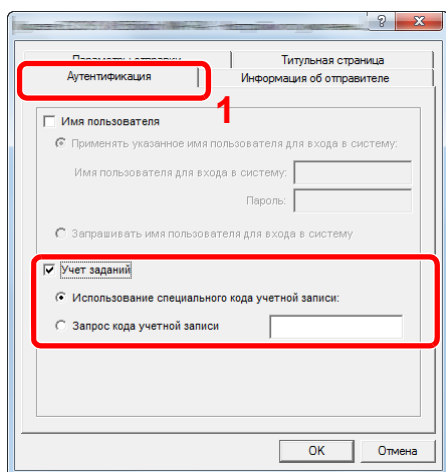 Параметры отправки
Титульная страница
Аутентификация
Информация об отправителе
1
Имя пользователя
Применять указанное имя пользователя для входа в систему:
Имя пользователя для входа в систему:
Пароль:
Запрашивать имя пользователя для входа в систему
Учет заданий
Использование специального кода учетной записи:
Запрос кода учетной записи
OK
Отмена